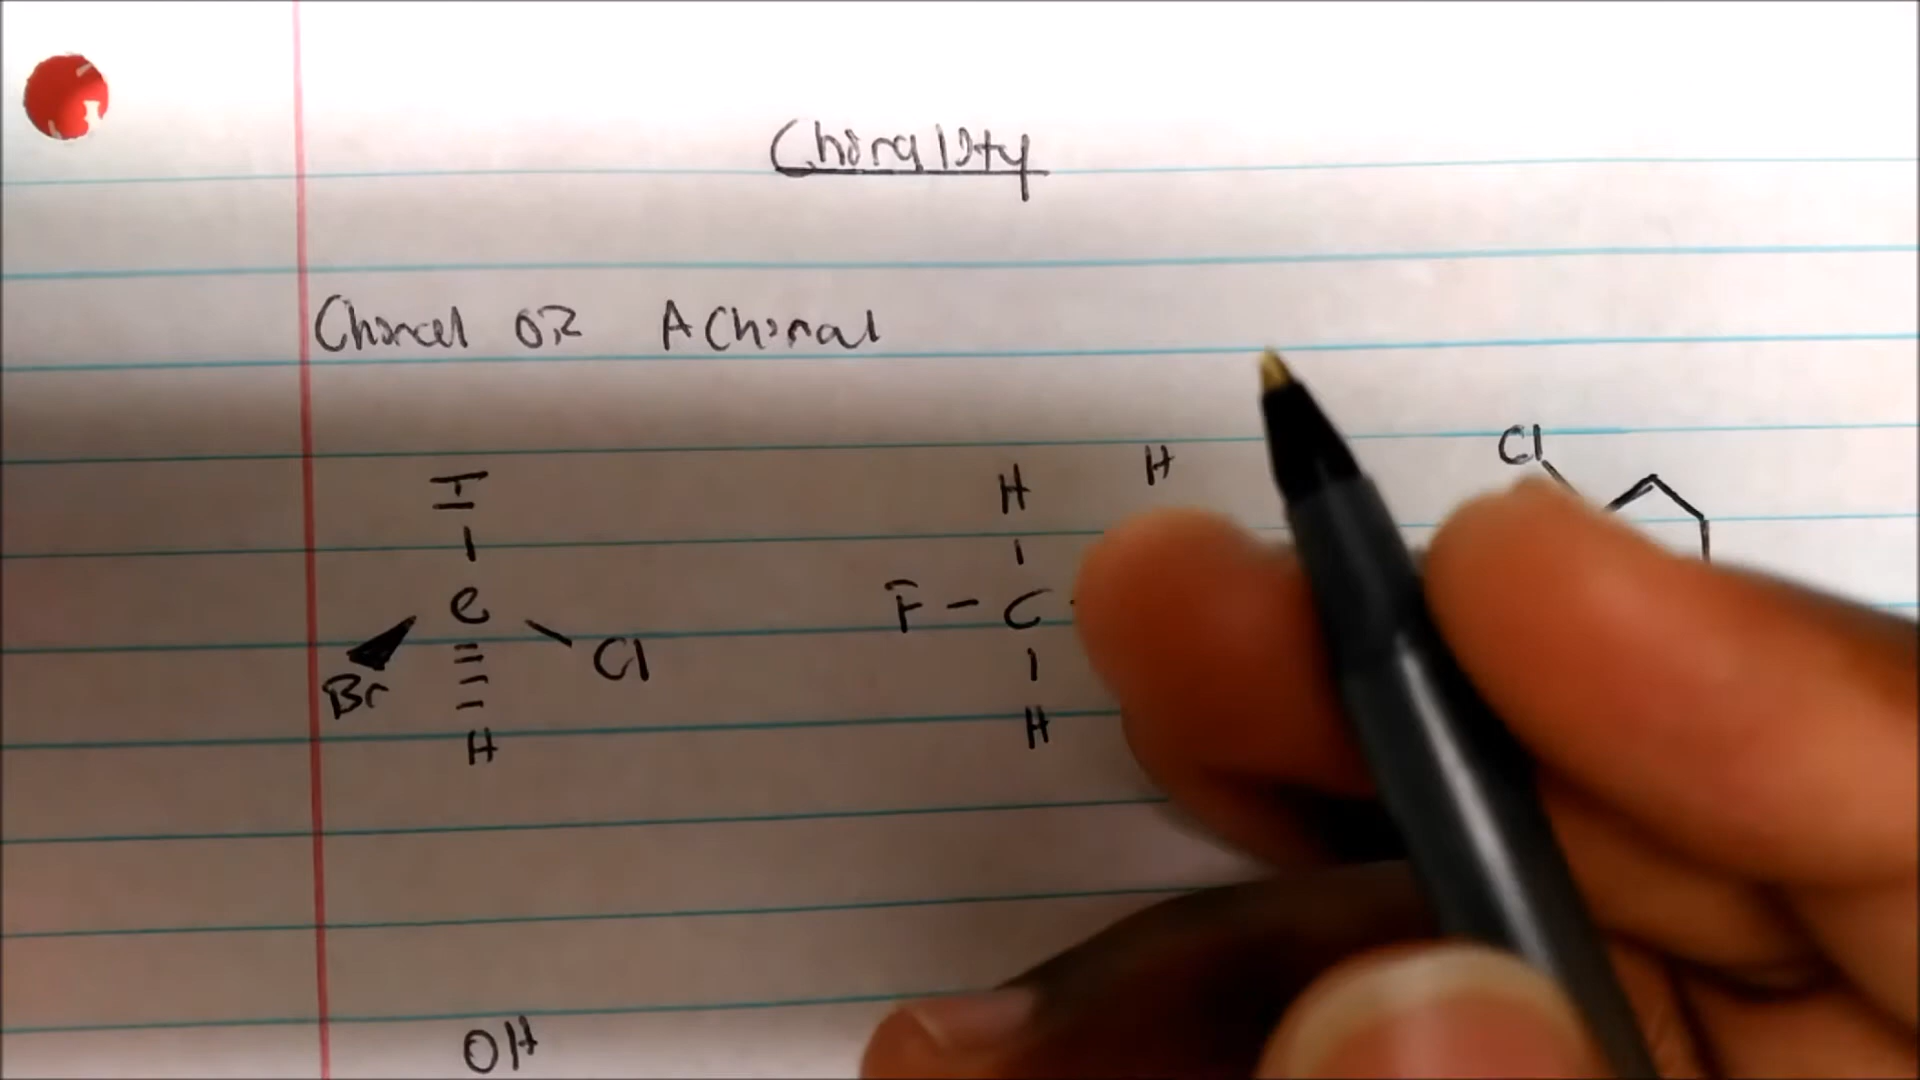 Chirality
Chiral OR AChiral
I
C
Br
Cl
H
H
F - C
H
H
Cl
OH